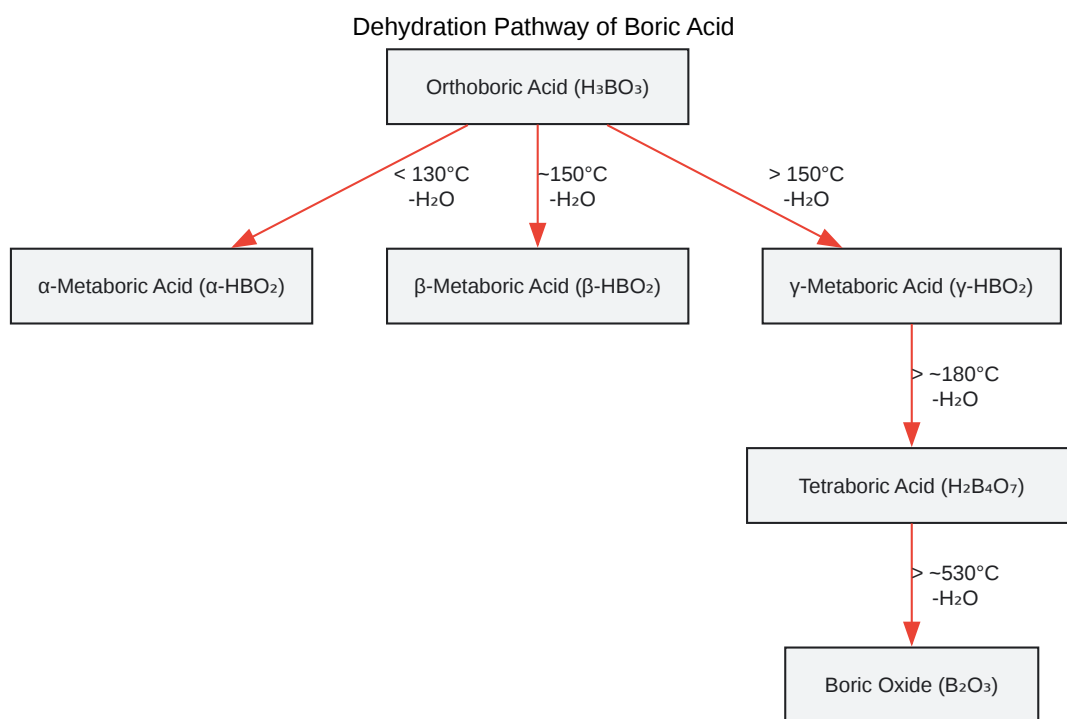 Dehydration Pathway of Boric Acid
Orthoboric Acid (H₃BO₃)
< 130°C
-H₂O
~150°C
-H₂O
> 150°C
-H₂O
α-Metaboric Acid (α-HBO₂)
β-Metaboric Acid (β-HBO₂)
γ-Metaboric Acid (γ-HBO₂)
> ~180°C
-H₂O
Tetraboric Acid (H₂B₄O₇)
> ~530°C
-H₂O
Boric Oxide (B₂O₃)